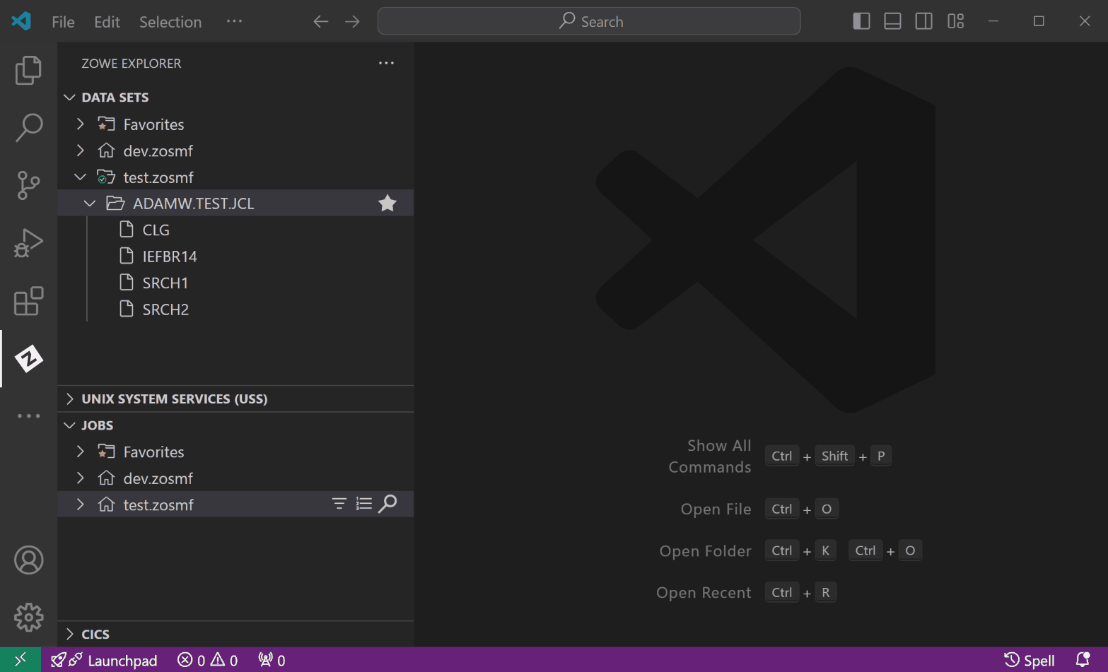 File Edit Selection ··· Search
ZOWE EXPLORER ···
DATA SETS
Favorites
dev.zosmf
test.zosmf
ADAMW.TEST.JCL
CLG
IEFBR14
SRCH1
SRCH2
UNIX SYSTEM SERVICES (USS)
JOBS
Favorites
dev.zosmf
test.zosmf
CICS
Show All
Commands Ctrl + Shift + P
Open File Ctrl + O
Open Folder Ctrl + K Ctrl + O
Open Recent Ctrl + R
Launchpad 0 0 0 Spell